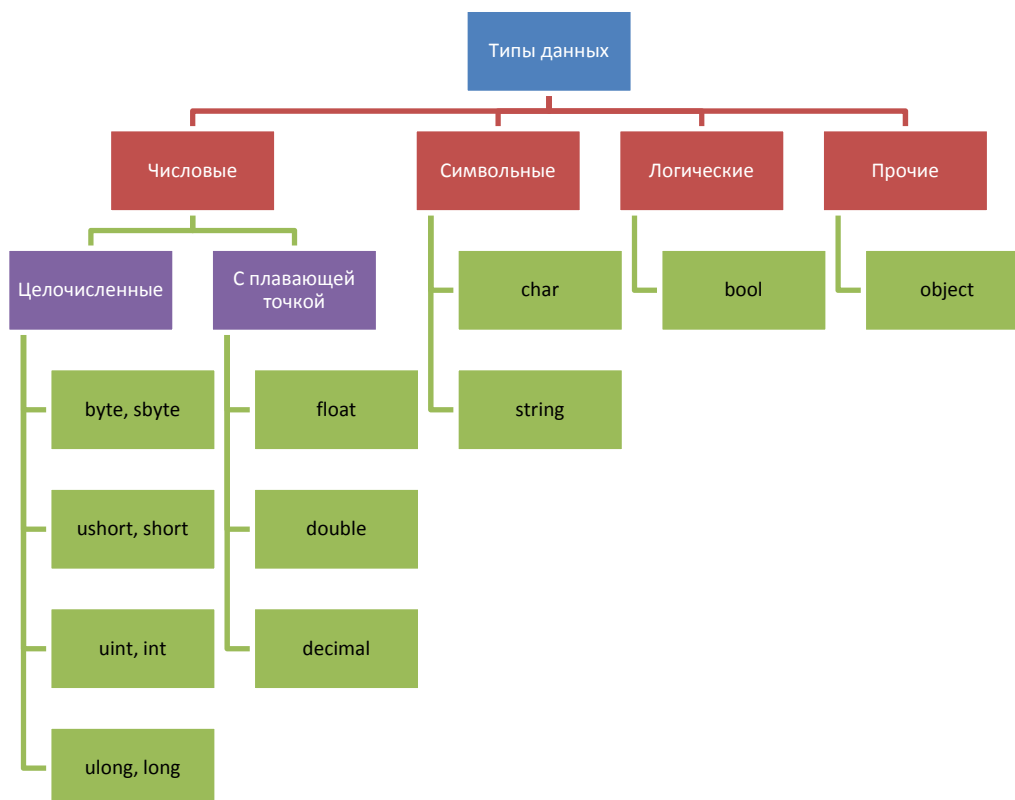 Типы данных
Числовые
Символьные
Логические
Прочие
Целочисленные
С плавающей
точкой
char
bool
object
byte, sbyte
float
string
ushort, short
double
uint, int
decimal
ulong, long